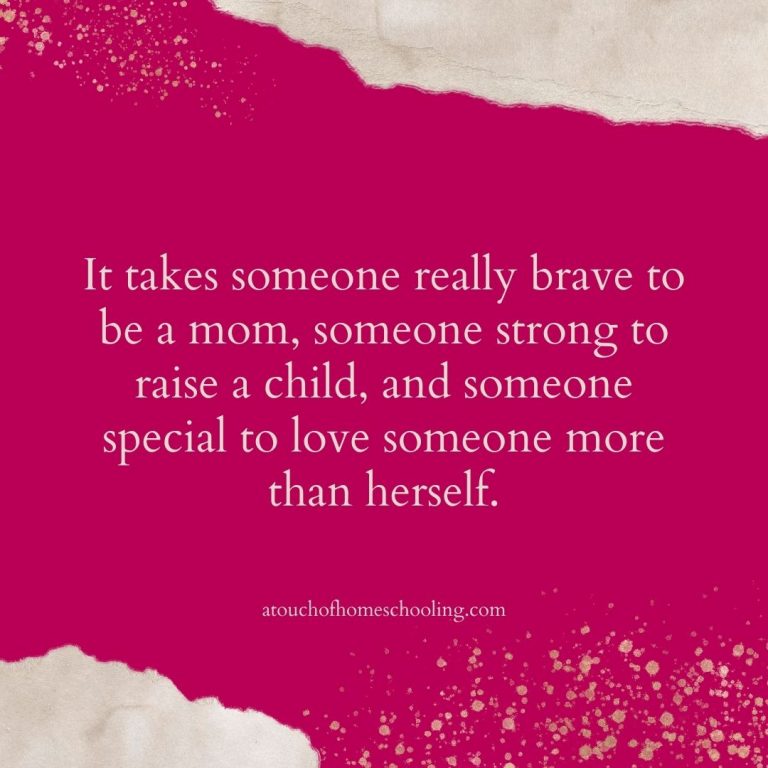 It takes someone really brave to
be a mom, someone strong to
raise a child, and someone
special to love someone more
than herself.
atouchofhomeschooling.com